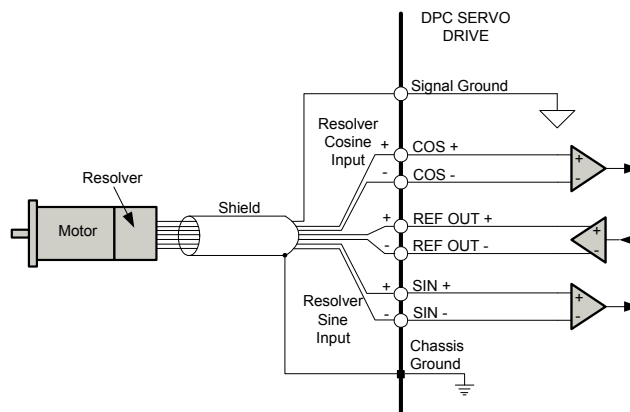 DPC SERVO
DRIVE
Signal Ground
Resolver
Cosine
Input
+
COS +
+
-
COS -
-
Resolver
Shield
Motor
+
REF OUT +
+
-
REF OUT -
-
+
SIN +
+
Resolver
Sine
Input
-
SIN -
-
Chassis
Ground